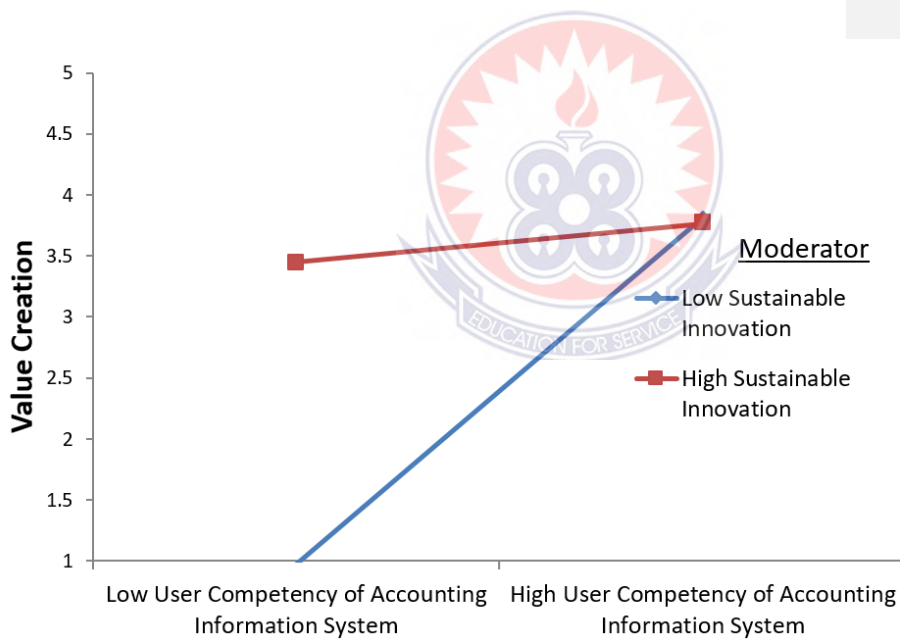 5
4.5
4
3.5
3
2.5
2
1.5
1
Value Creation
EDUCATION FOR SERVICE
Moderator
Low Sustainable
Innovation
High Sustainable
Innovation
Low User Competency of Accounting
Information System
High User Competency of Accounting
Information System